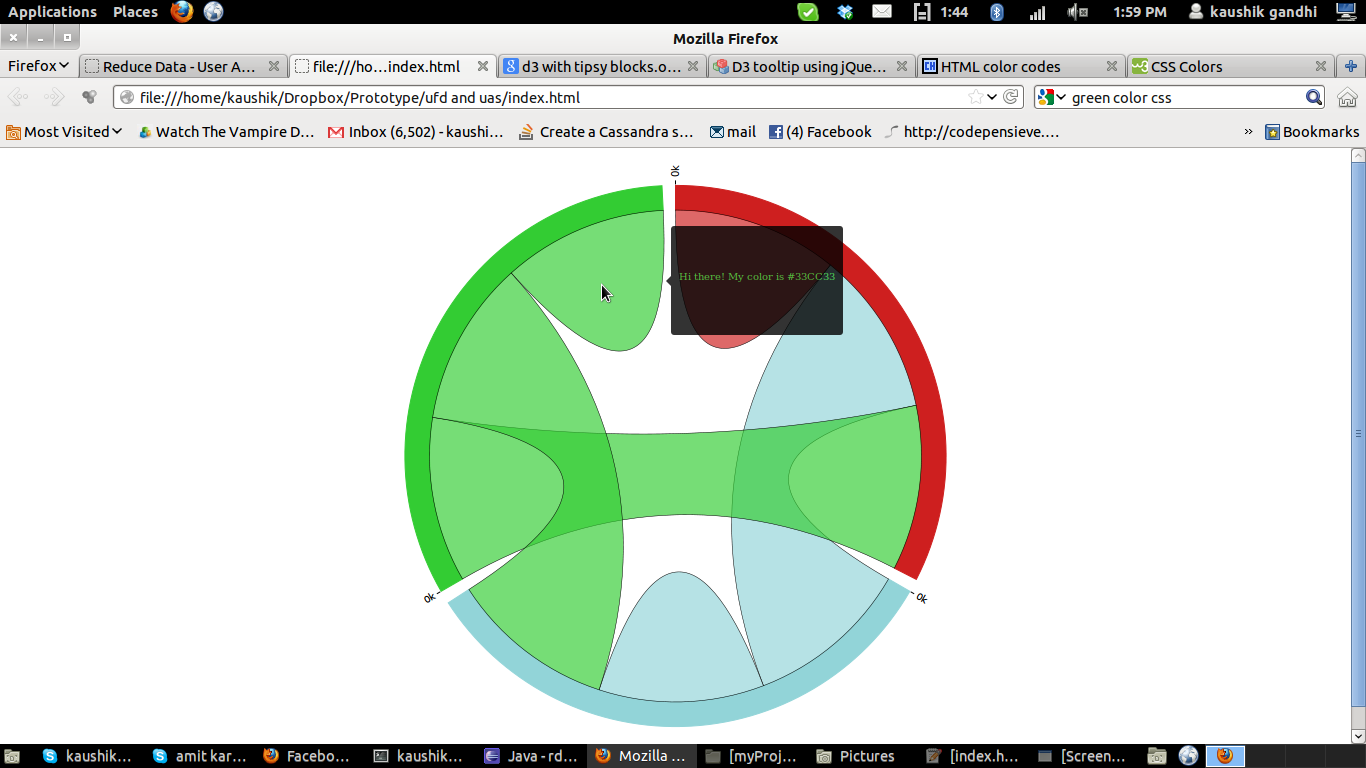 Applications Places 1:44 1:59 PM kaushik gandhi
Mozilla Firefox
Firefox Reduce Data - User A... file:///ho...index.html d3 with tipsy blocks.o... D3 tooltip using jQue... HTML color codes CSS Colors
file:///home/kaushik/Dropbox/Prototype/ufd and uas/index.html green color css
Most Visited Watch The Vampire D... Inbox (6,502) - kaushi... Create a Cassandra s... mail (4) Facebook http://codepensieve.... » Bookmarks
0k
Hi there! My color is #33CC33
0k
0k
kaushik... amit kar... Facebo... kaushik... Java - rd... Mozilla ... [myProj... Pictures [index.h... [Screen...